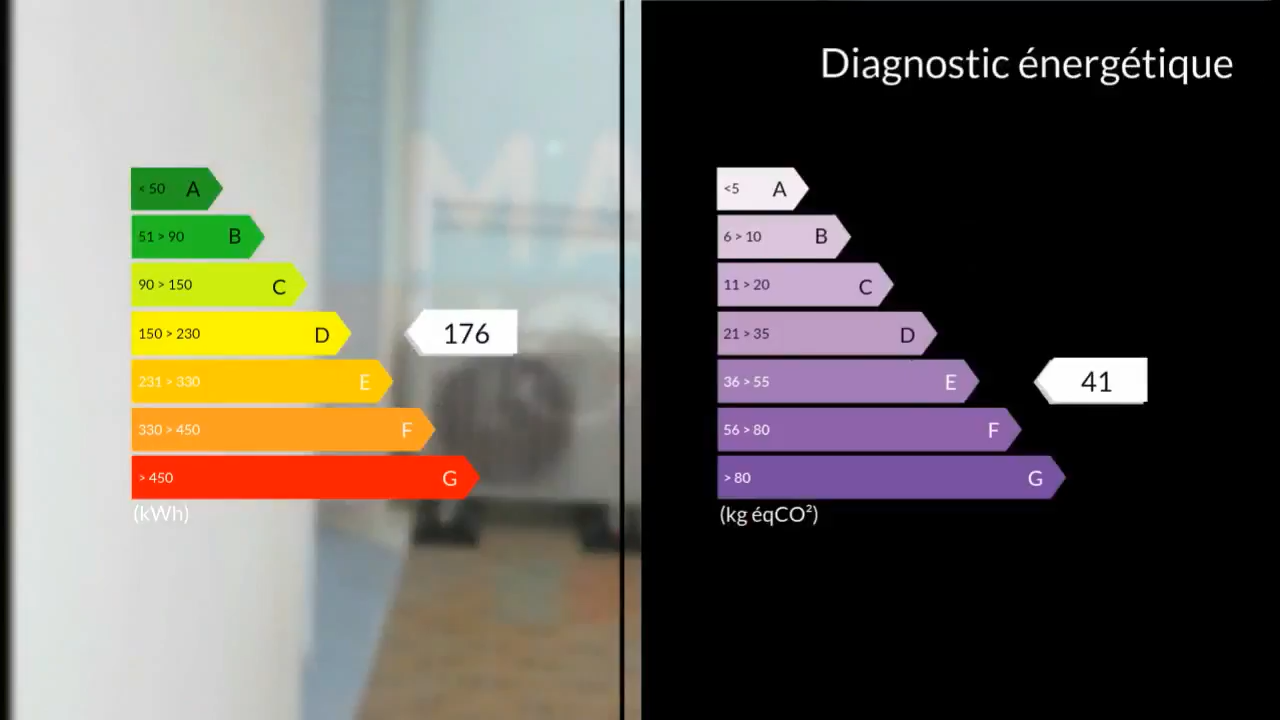 Diagnostic énergétique
< 50 A
51 > 90 B
90 > 150 C
150 > 230 D
176
231 > 330 E
330 > 450 F
> 450 G
(kWh)
<5 A
6 > 10 B
11 > 20 C
21 > 35 D
36 > 55 E
41
56 > 80 F
> 80 G
(kg éqCO²)